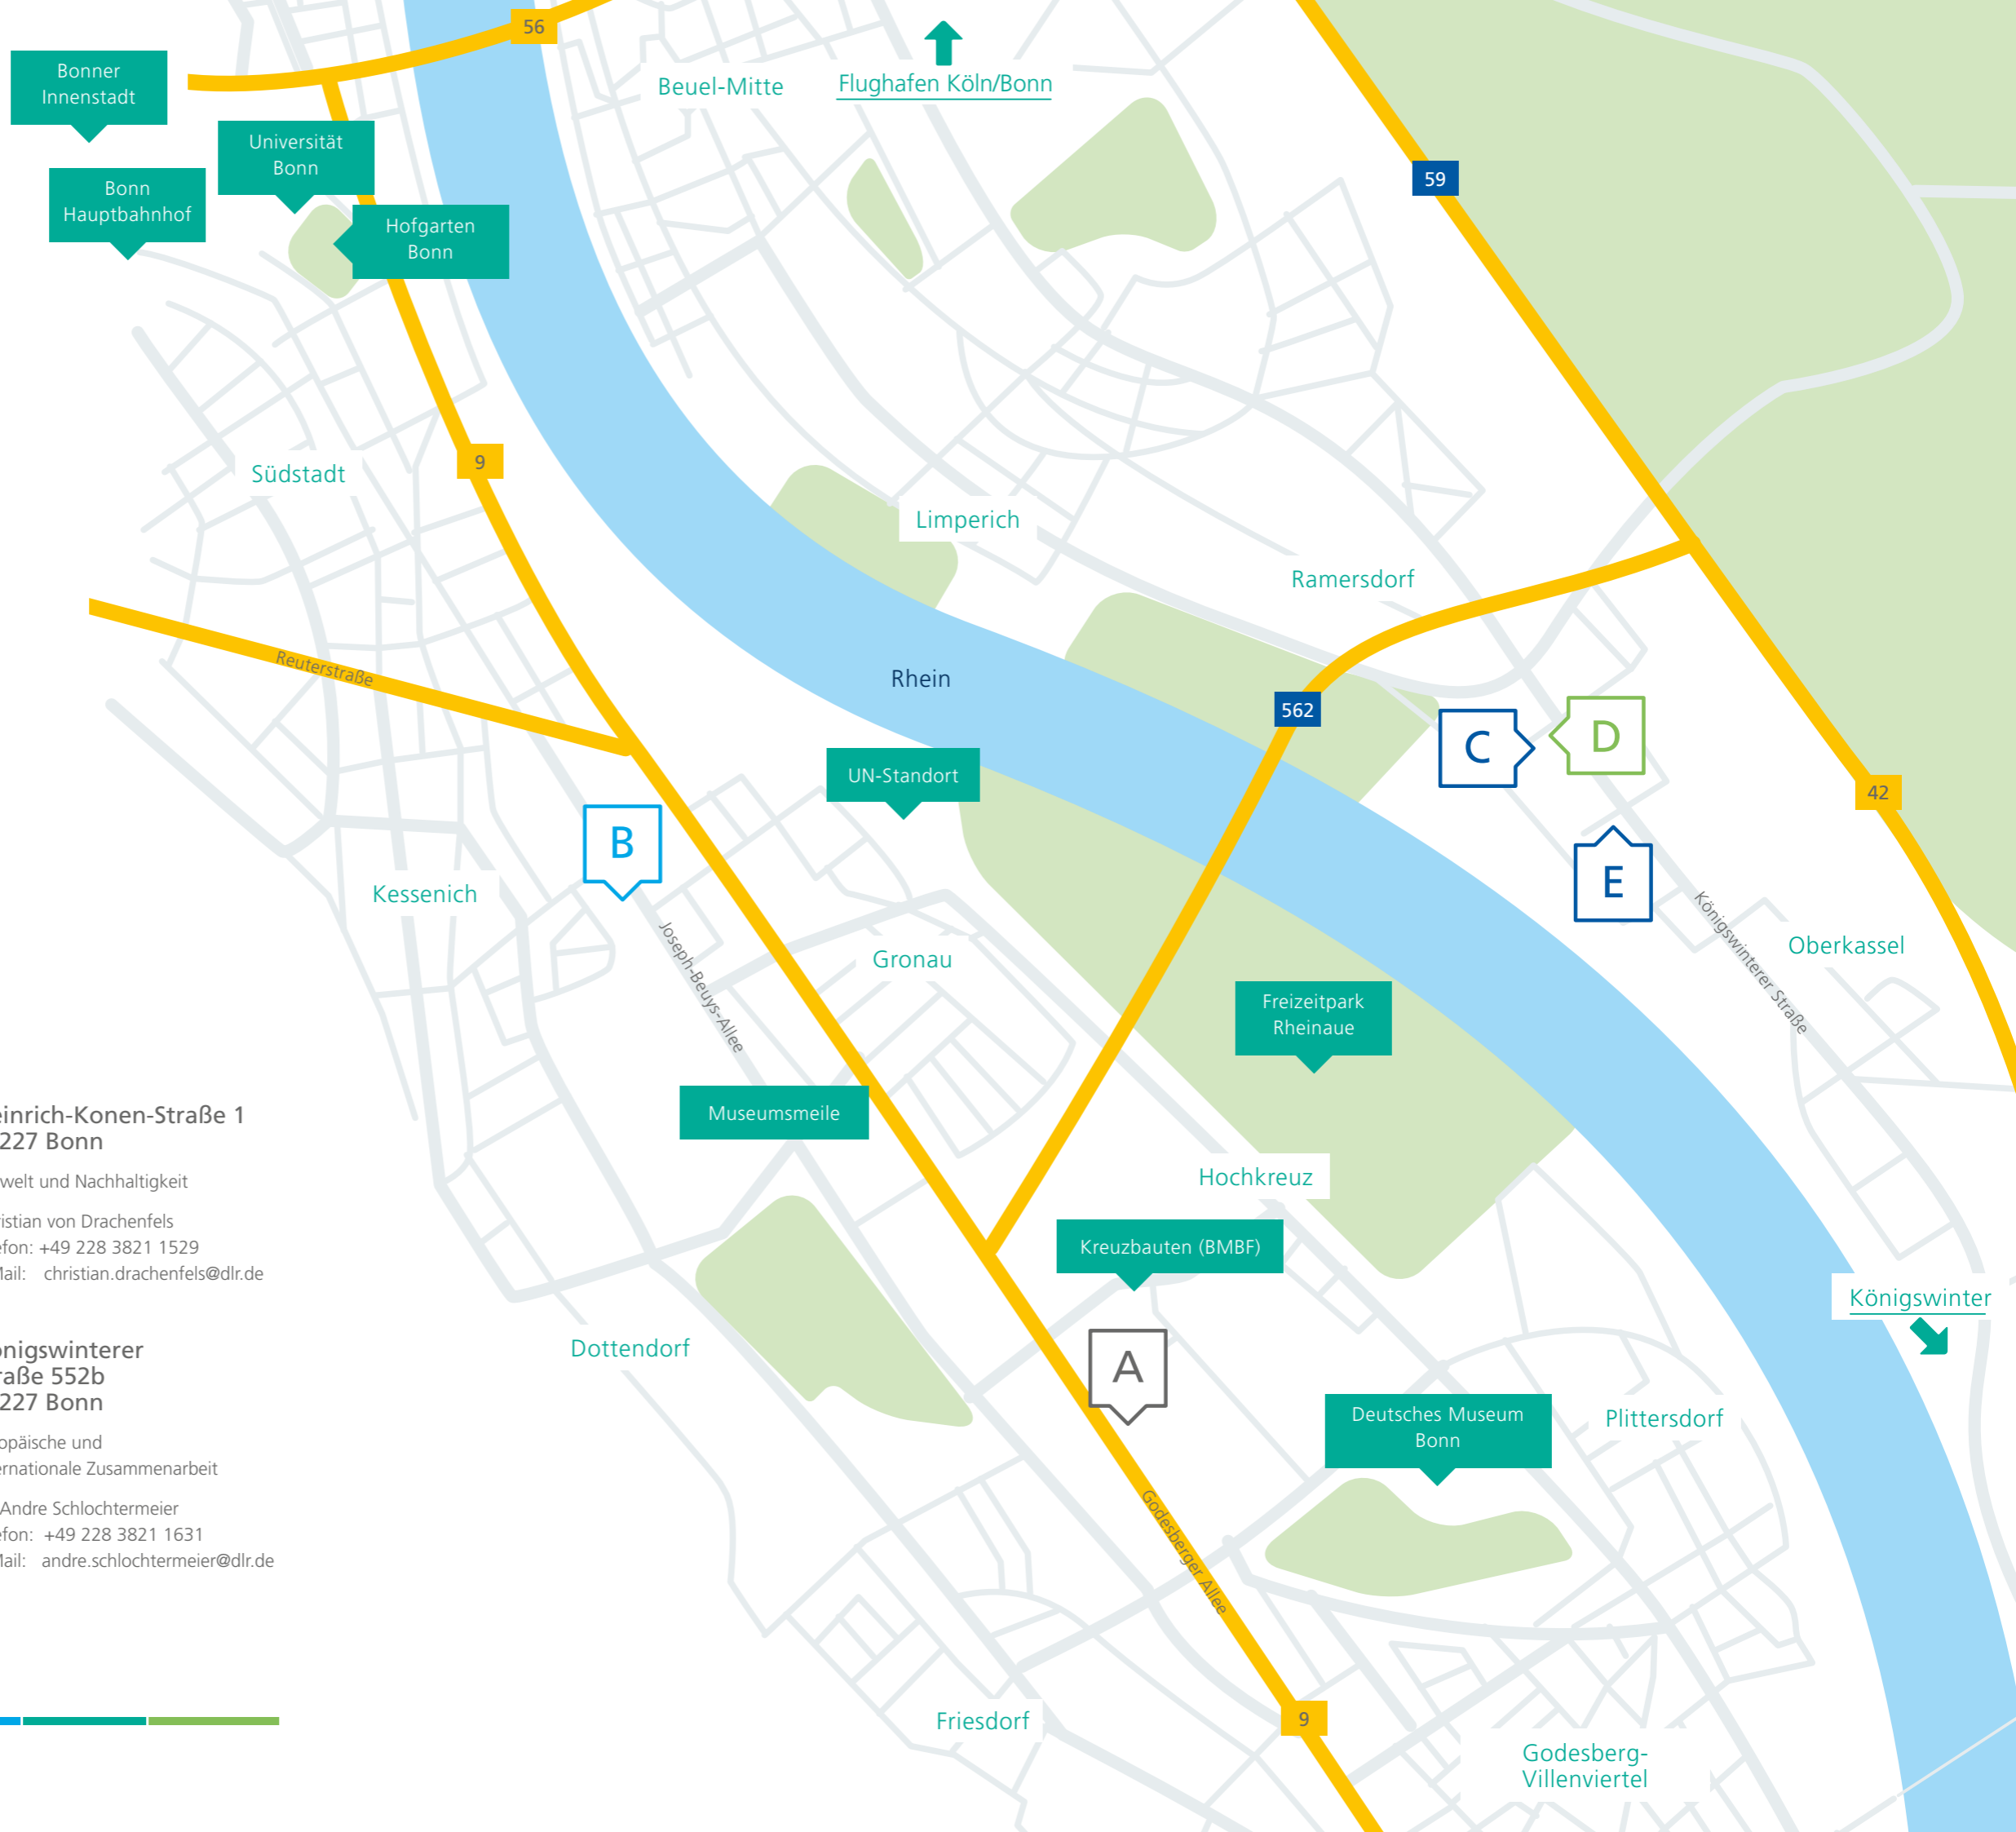 56
Bonner
Innenstadt
Beuel-Mitte
Flughafen Köln/Bonn
Universität
Bonn
59
Bonn
Hauptbahnhof
Hofgarten
Bonn
9
Südstadt
Limperich
Ramersdorf
Reuterstraße
Rhein
562
C
D
UN-Standort
42
B
E
Kessenich
Joseph-Beuys-Allee
Gronau
Königswinterer Straße
Oberkassel
Freizeitpark
Rheinaue
Museumsmeile
Hochkreuz
Kreuzbauten (BMBF)
Königswinter
Dottendorf
A
Deutsches Museum
Bonn
Plittersdorf
Godesberger Allee
Friesdorf
9
Godesberg-
Villenviertel
einrich-Konen-Straße 1
227 Bonn
welt und Nachhaltigkeit
istian von Drachenfels
efon: +49 228 3821 1529
Mail: christian.drachenfels@dlr.de
önigswinterer
raße 552b
227 Bonn
opäische und
ernationale Zusammenarbeit
Andre Schlochtermeier
efon: +49 228 3821 1631
Mail: andre.schlochtermeier@dlr.de